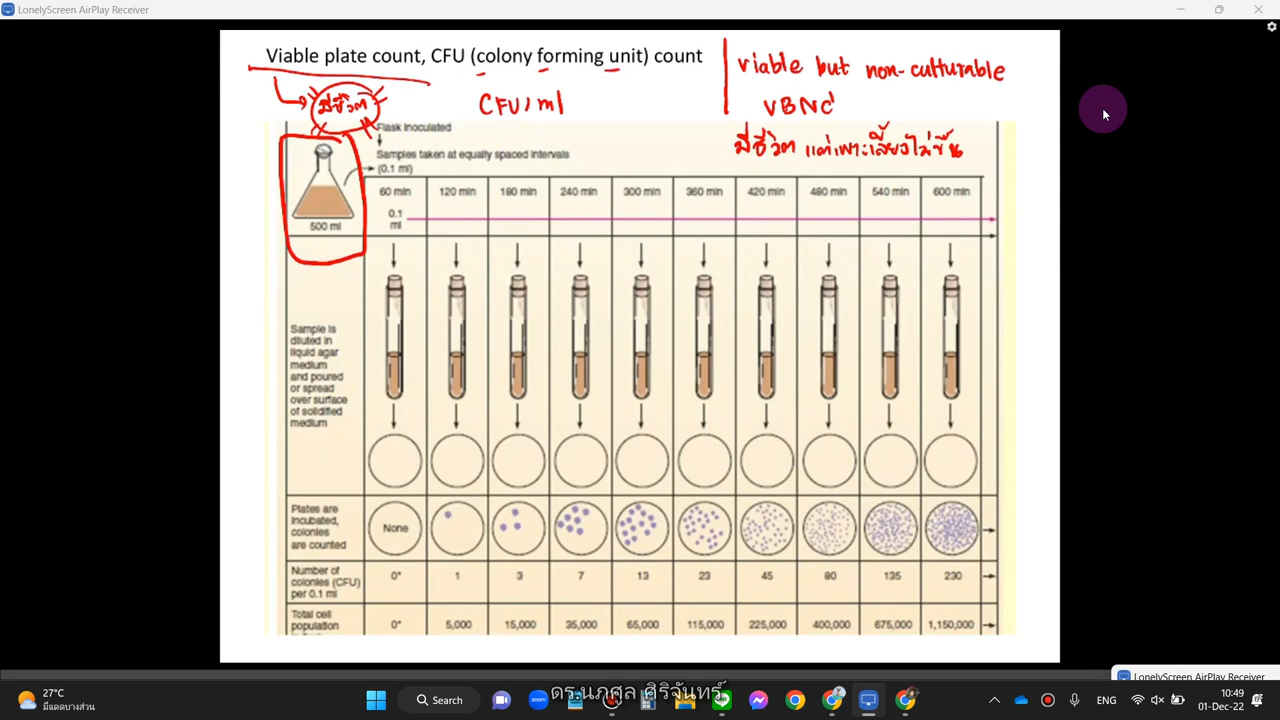 LonelyScreen AirPlay Receiver
Viable plate count, CFU (colony forming unit) count
viable but non-culturable
มีชีวิต
CFU/ml
VBNC
มีชีวิต แต่เพาะเลี้ยงไม่ขึ้น
Flask inoculated
Samples taken at equally spaced intervals
(0.1 ml)
500 ml
60 min 120 min 180 min 240 min 300 min 360 min 420 min 480 min 540 min 600 min
0.1
ml
Sample is
diluted in
liquid agar
medium
and poured
or spread
over surface
of solidified
medium
Plates are
incubated,
colonies
are counted
None
Number of
colonies (CFU)
per 0.1 ml
0* 1 3 7 13 23 45 80 135 230
Total cell
population
0* 5,000 15,000 35,000 65,000 115,000 225,000 400,000 675,000 1,150,000
LonelyScreen AirPlay Receiver
27°C
มีแดดบางส่วน
Search
ดร.นภศูล ศิริจันทร์
ENG
10:49
01-Dec-22